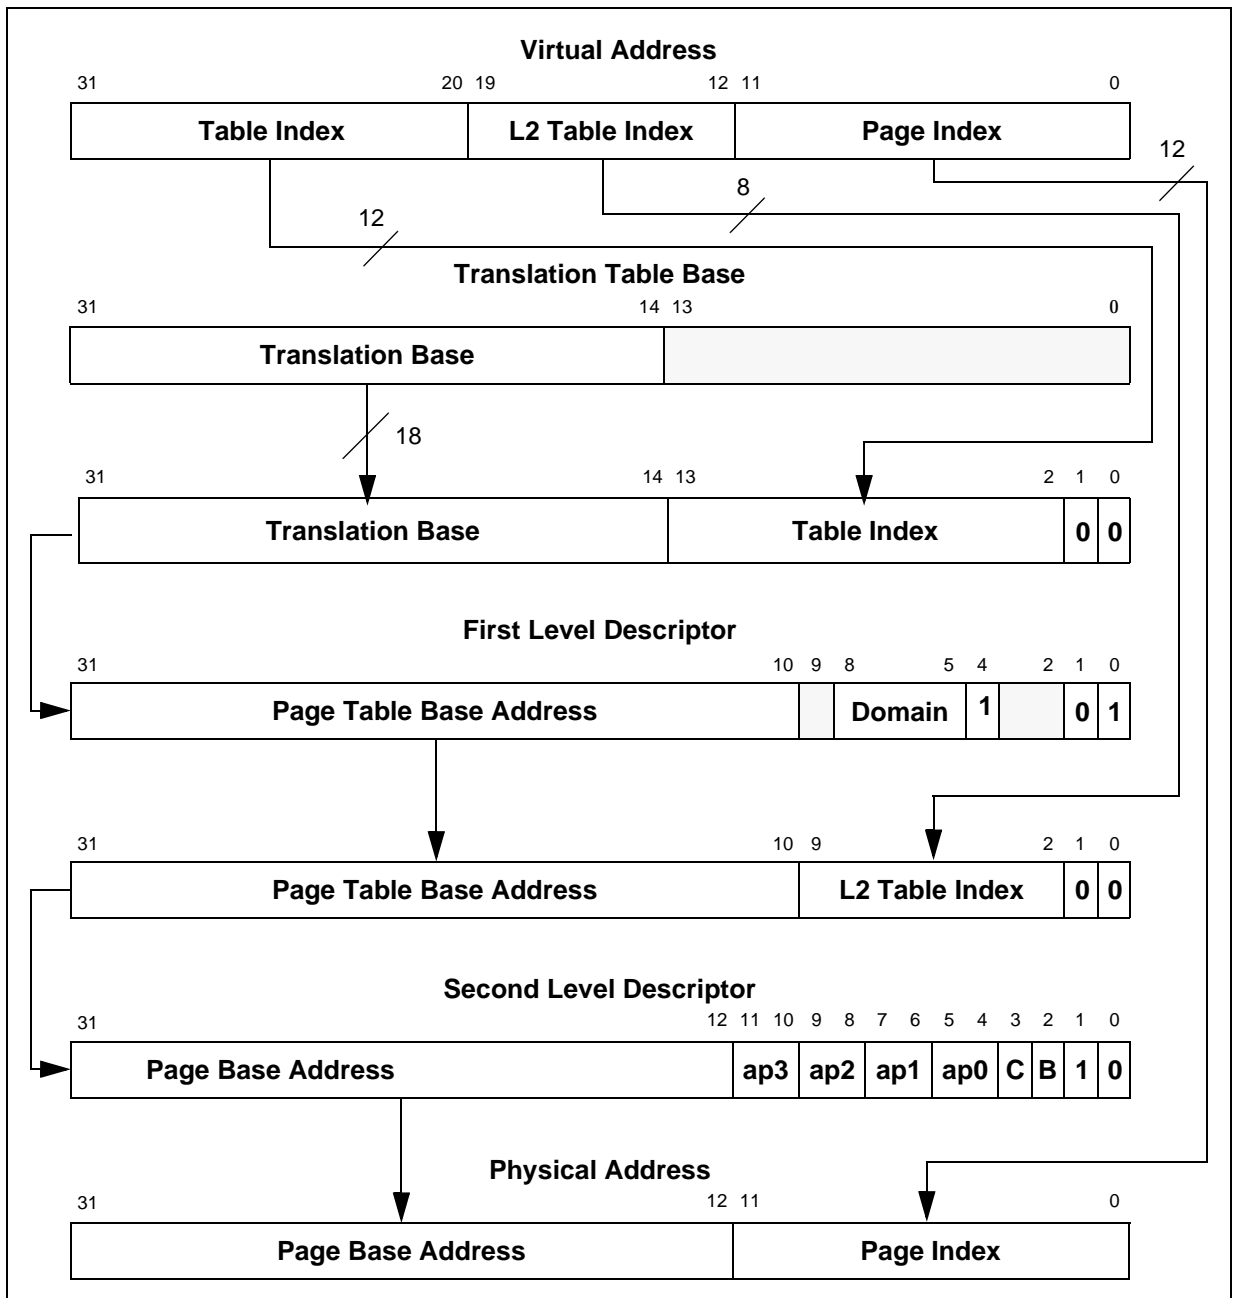 Virtual Address
31 20 19 12 11 0
Table Index L2 Table Index Page Index
12
8
12
Translation Table Base
31 14 13 0
Translation Base
18
31 14 13 2 1 0
Translation Base Table Index 0 0
First Level Descriptor
31 10 9 8 5 4 2 1 0
Page Table Base Address Domain 1 0 1
31 10 9 2 1 0
Page Table Base Address L2 Table Index 0 0
Second Level Descriptor
31 12 11 10 9 8 7 6 5 4 3 2 1 0
Page Base Address ap3 ap2 ap1 ap0 C B 1 0
Physical Address
31 12 11 0
Page Base Address Page Index